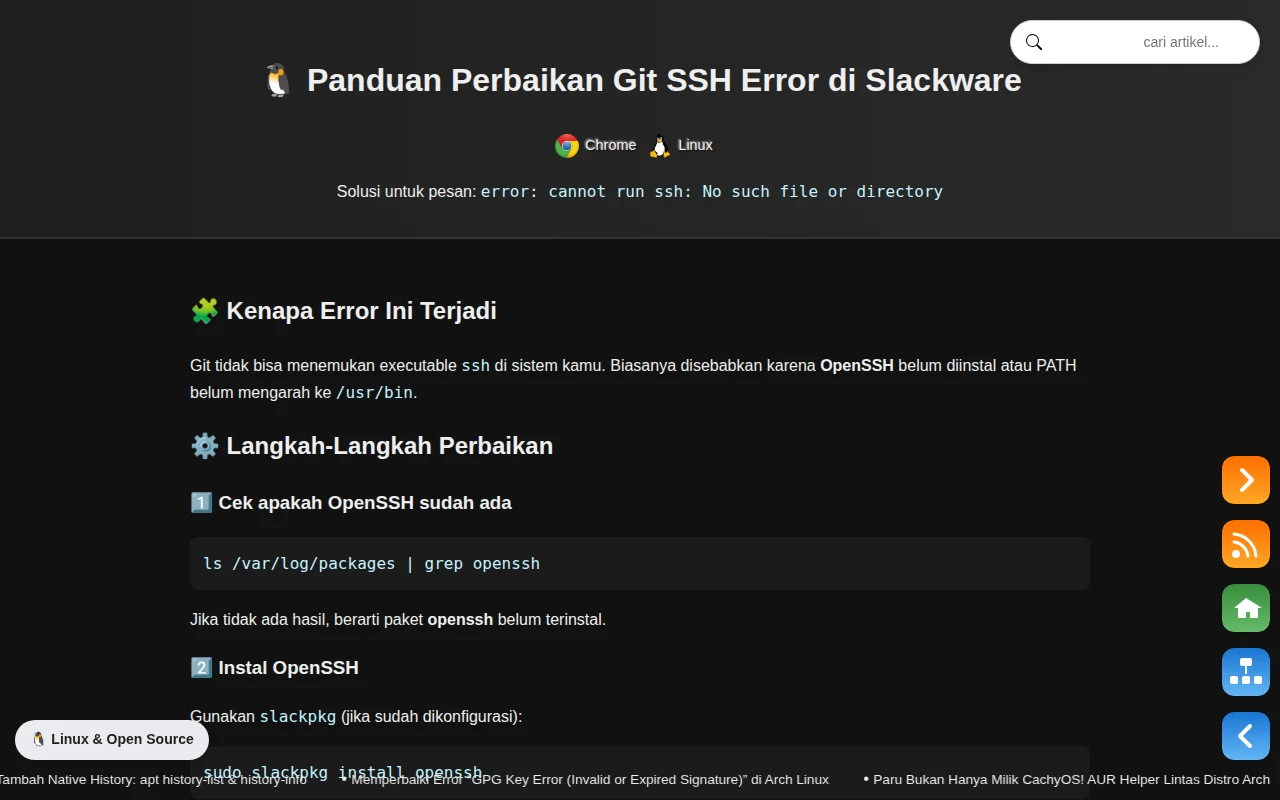 cari artikel...
🐧 Panduan Perbaikan Git SSH Error di Slackware
Chrome Linux
Solusi untuk pesan: error: cannot run ssh: No such file or directory
🧩 Kenapa Error Ini Terjadi
Git tidak bisa menemukan executable ssh di sistem kamu. Biasanya disebabkan karena OpenSSH belum diinstal atau PATH
belum mengarah ke /usr/bin.
⚙️ Langkah-Langkah Perbaikan
1️⃣ Cek apakah OpenSSH sudah ada
ls /var/log/packages | grep openssh
Jika tidak ada hasil, berarti paket openssh belum terinstal.
2️⃣ Instal OpenSSH
Gunakan slackpkg (jika sudah dikonfigurasi):
🐧 Linux & Open Source
sudo slackpkg install openssh
Tambah Native History: apt history-list & history-info • Memperbaiki Error “GPG Key Error (Invalid or Expired Signature)” di Arch Linux • Paru Bukan Hanya Milik CachyOS! AUR Helper Lintas Distro Arch